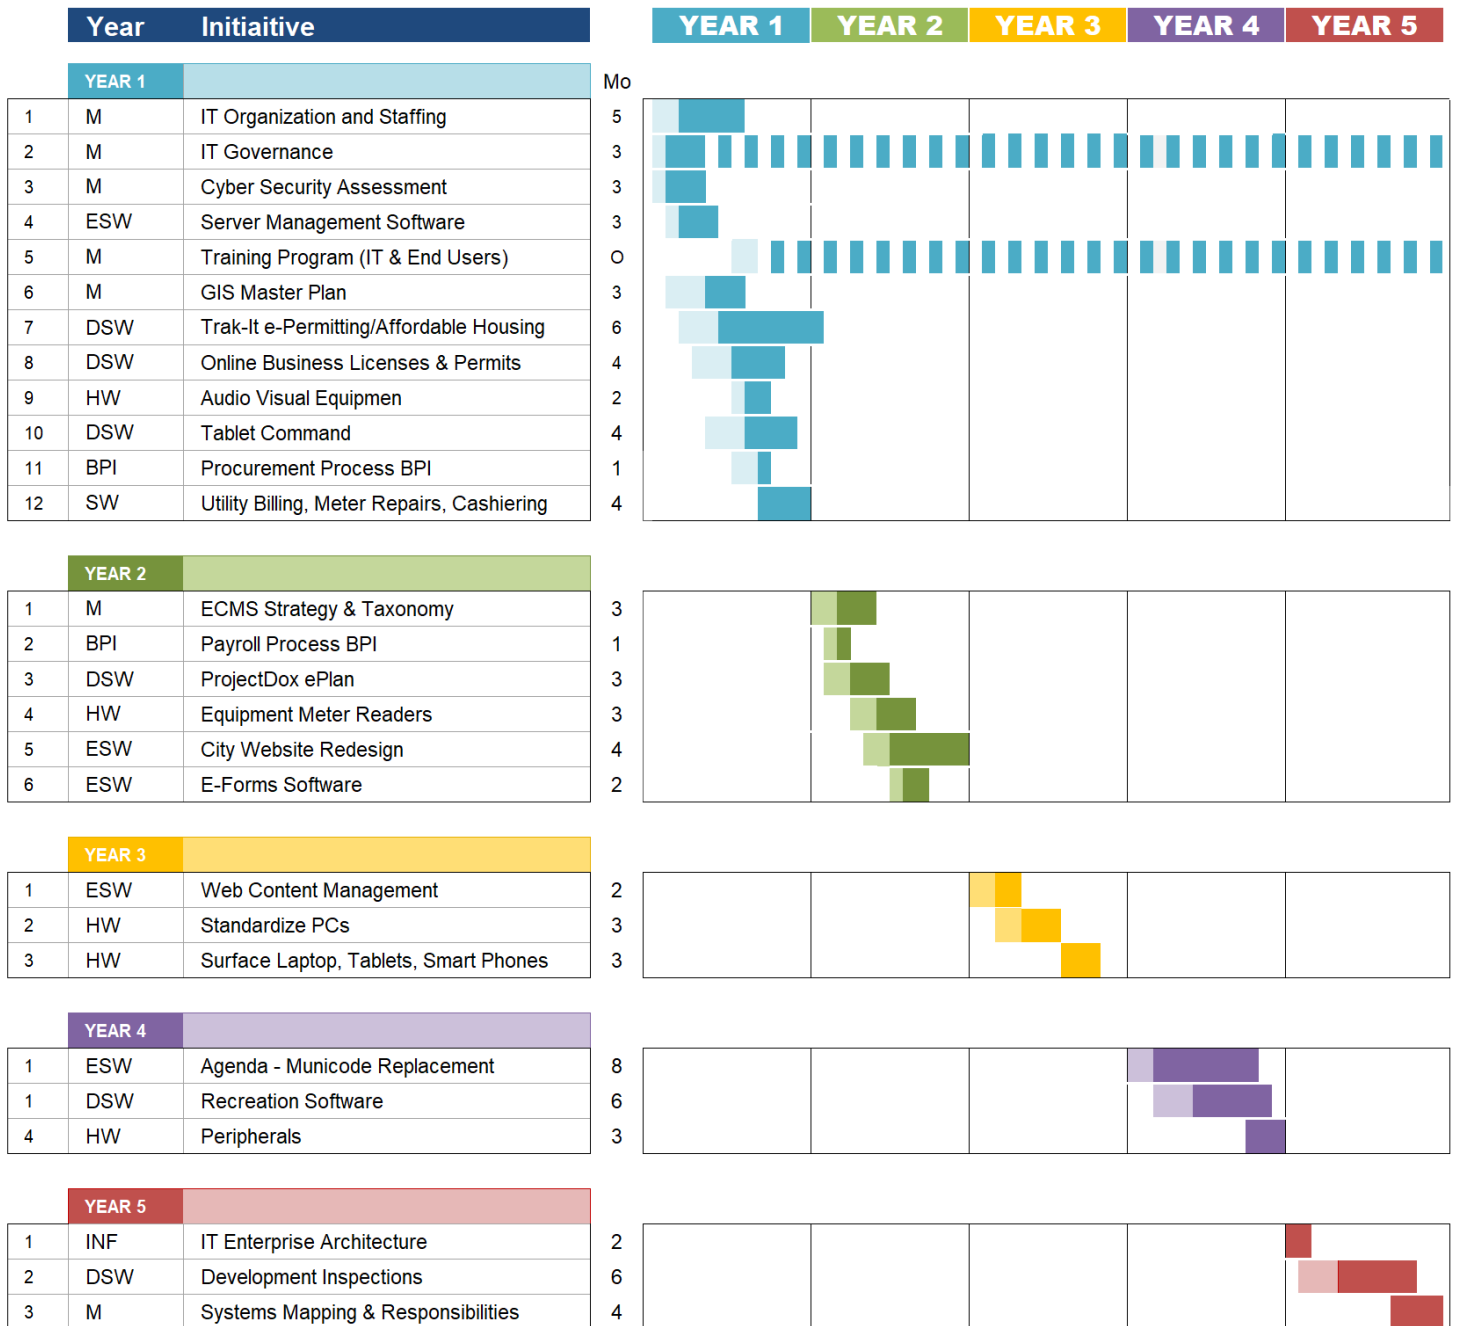 Year Initiaitive YEAR 1 YEAR 2 YEAR 3 YEAR 4 YEAR 5
YEAR 1 Mo
1 M IT Organization and Staffing 5
2 M IT Governance 3
3 M Cyber Security Assessment 3
4 ESW Server Management Software 3
5 M Training Program (IT & End Users) O
6 M GIS Master Plan 3
7 DSW Trak-It e-Permitting/Affordable Housing 6
8 DSW Online Business Licenses & Permits 4
9 HW Audio Visual Equipmen 2
10 DSW Tablet Command 4
11 BPI Procurement Process BPI 1
12 SW Utility Billing, Meter Repairs, Cashiering 4
YEAR 2
1 M ECMS Strategy & Taxonomy 3
2 BPI Payroll Process BPI 1
3 DSW ProjectDox ePlan 3
4 HW Equipment Meter Readers 3
5 ESW City Website Redesign 4
6 ESW E-Forms Software 2
YEAR 3
1 ESW Web Content Management 2
2 HW Standardize PCs 3
3 HW Surface Laptop, Tablets, Smart Phones 3
YEAR 4
1 ESW Agenda - Municode Replacement 8
1 DSW Recreation Software 6
4 HW Peripherals 3
YEAR 5
1 INF IT Enterprise Architecture 2
2 DSW Development Inspections 6
3 M Systems Mapping & Responsibilities 4